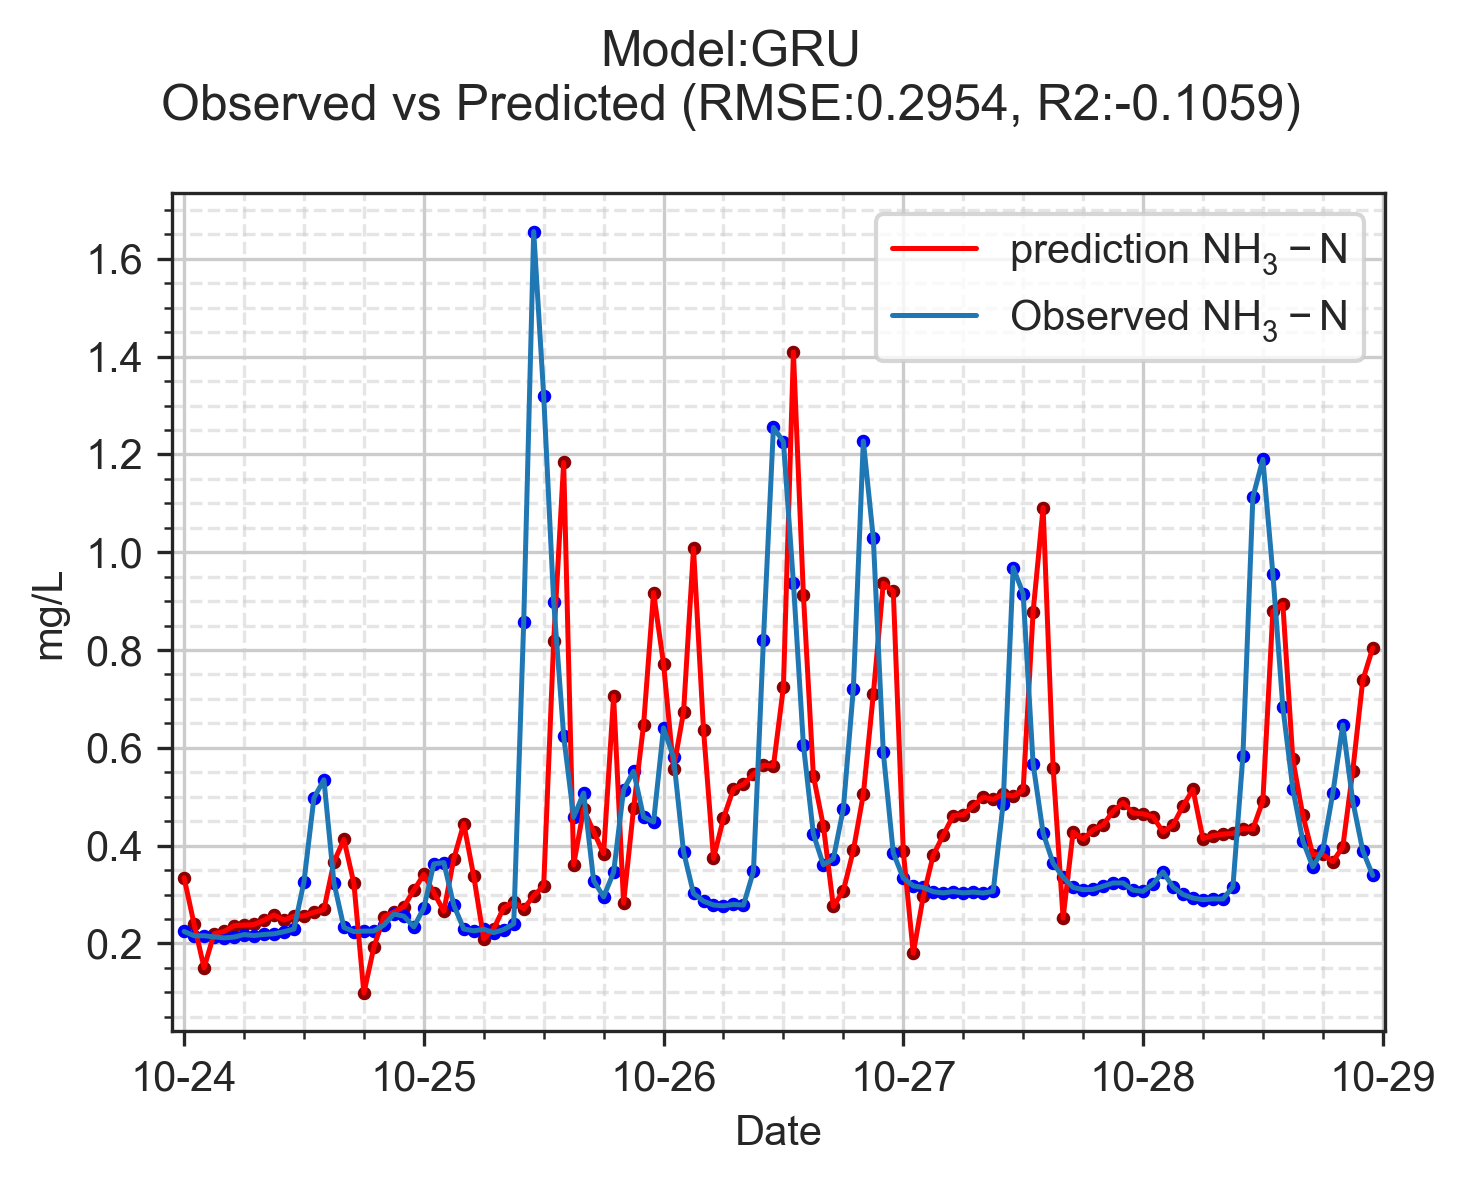 Model:GRU
Observed vs Predicted (RMSE:0.2954, R2:-0.1059)
prediction NH₃ − N
Observed NH₃ − N
1.6
1.4
1.2
1.0
0.8
0.6
0.4
0.2
mg/L
10-24 10-25 10-26 10-27 10-28 10-29
Date